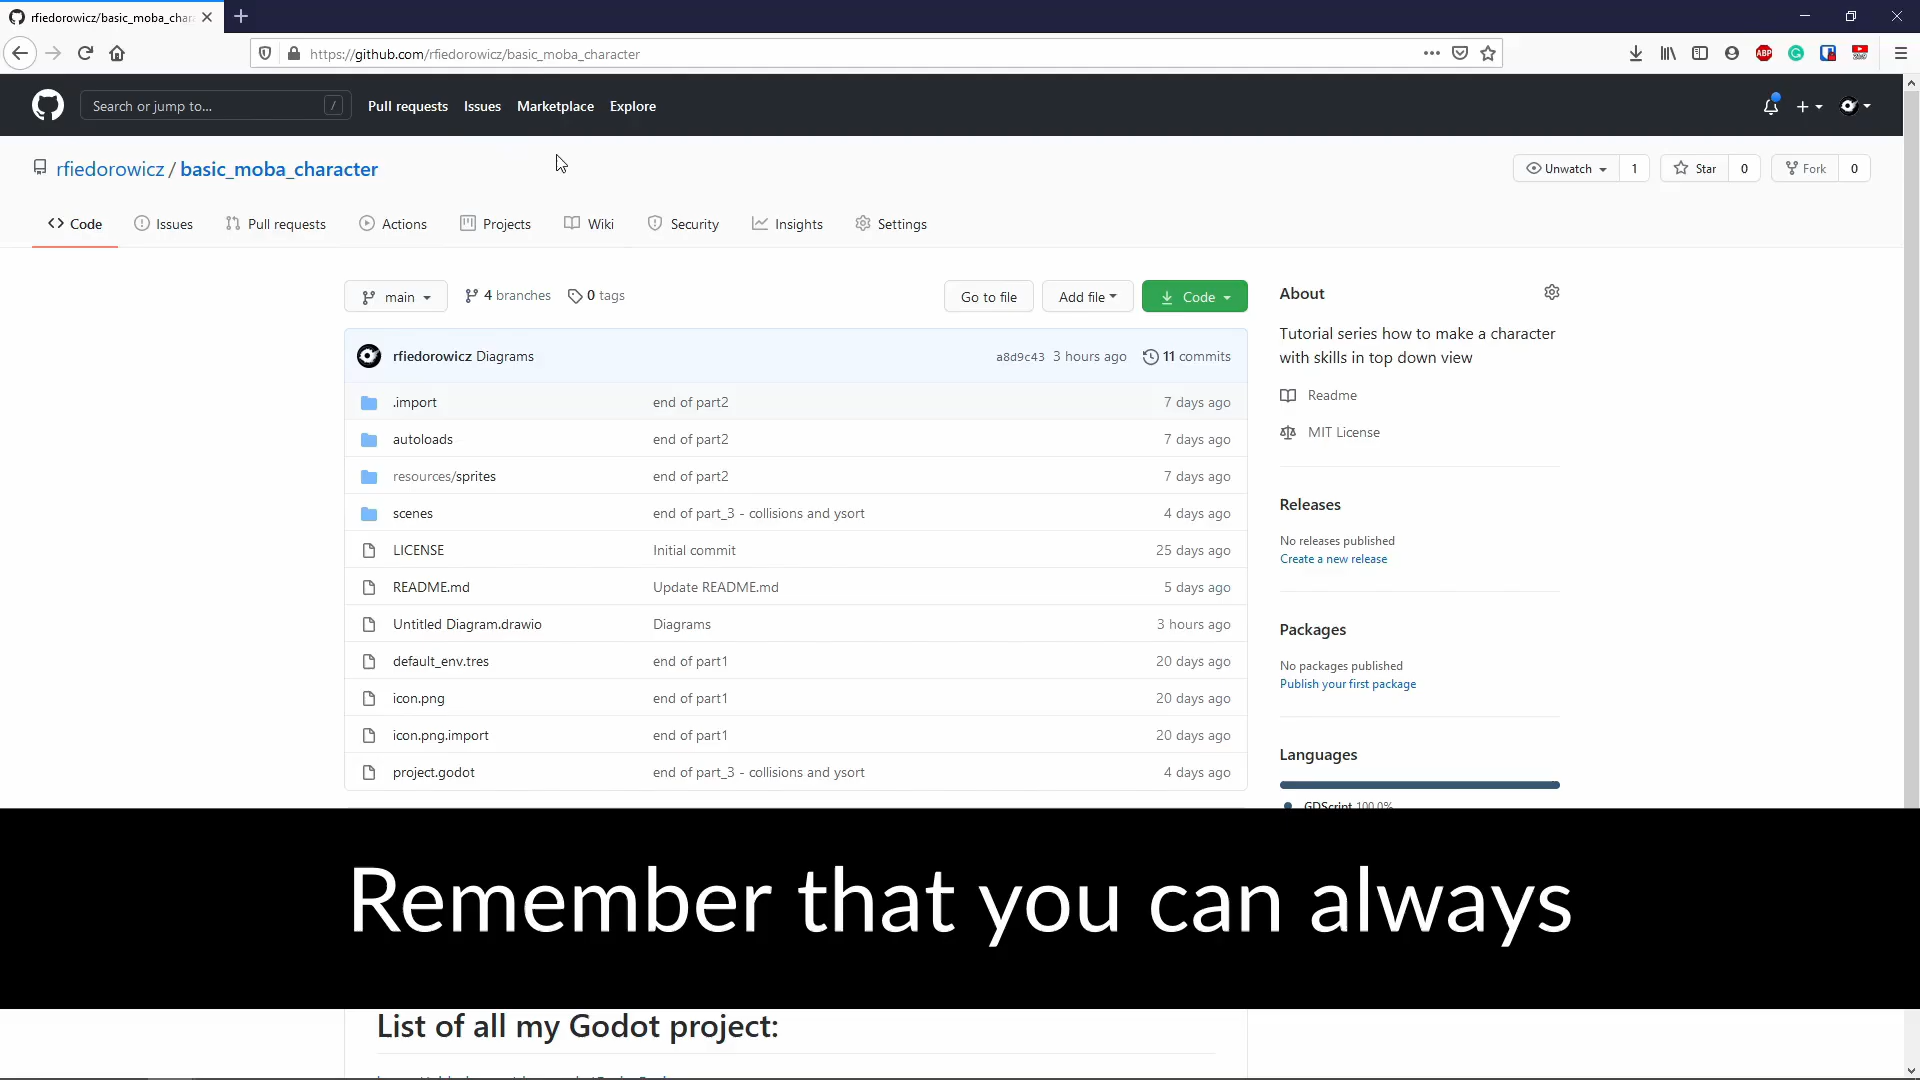 rfiedorowicz/basic_moba_char
https://github.com/rfiedorowicz/basic_moba_character
ABP
Search or jump to...
/
Pull requests
Issues
Marketplace
Explore
rfiedorowicz / basic_moba_character
Unwatch 1
Star 0
Fork 0
Code
Issues
Pull requests
Actions
Projects
Wiki
Security
Insights
Settings
main
4 branches
0 tags
Go to file
Add file
Code
rfiedorowicz Diagrams a8d9c43 3 hours ago 11 commits
.import end of part2 7 days ago
autoloads end of part2 7 days ago
resources/sprites end of part2 7 days ago
scenes end of part_3 - collisions and ysort 4 days ago
LICENSE Initial commit 25 days ago
README.md Update README.md 5 days ago
Untitled Diagram.drawio Diagrams 3 hours ago
default_env.tres end of part1 20 days ago
icon.png end of part1 20 days ago
icon.png.import end of part1 20 days ago
project.godot end of part_3 - collisions and ysort 4 days ago
About
Tutorial series how to make a character
with skills in top down view
Readme
MIT License
Releases
No releases published
Create a new release
Packages
No packages published
Publish your first package
Languages
GDScript 100.0%
Remember that you can always
List of all my Godot project: